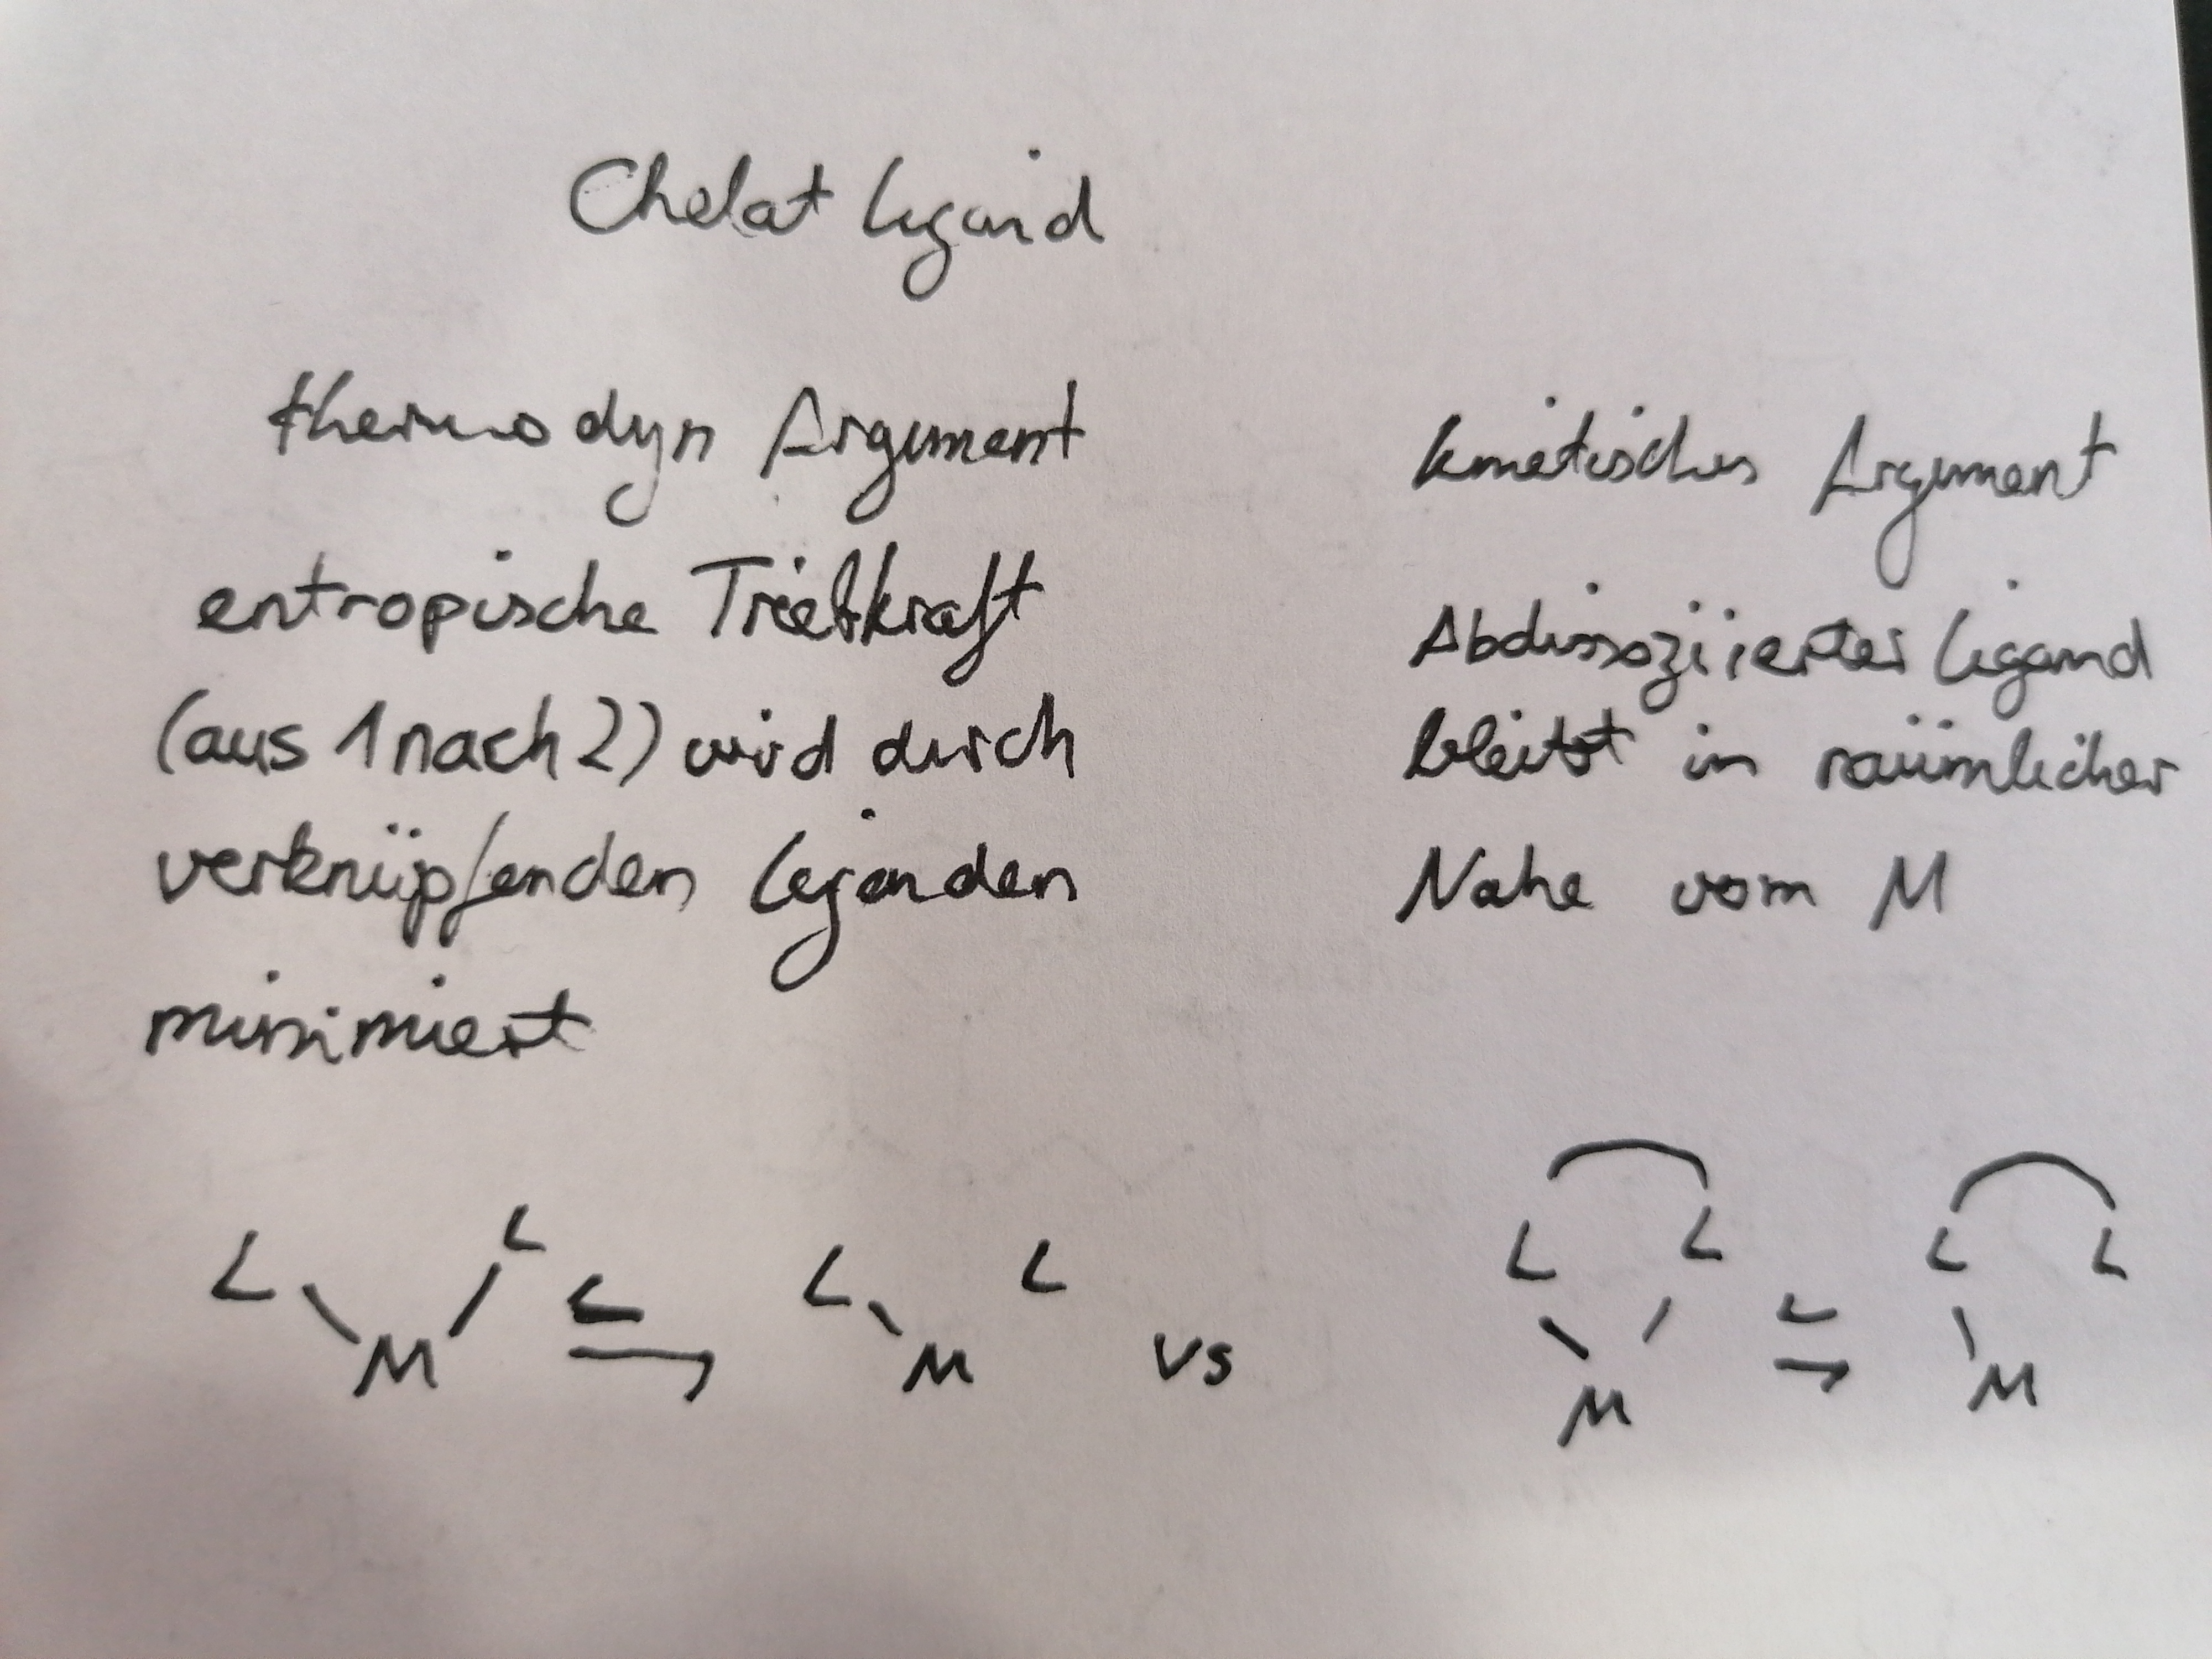 Chelat Ligand
thermodyn Argument
entropische Triebkraft
(aus 1 nach 2) wird durch
verknüpfenden Liganden
minimiert
kinetisches Argument
Abdissoziierter Ligand
bleibt in räumlicher
Nahe vom M
L L L L vs L L L L
M M M M